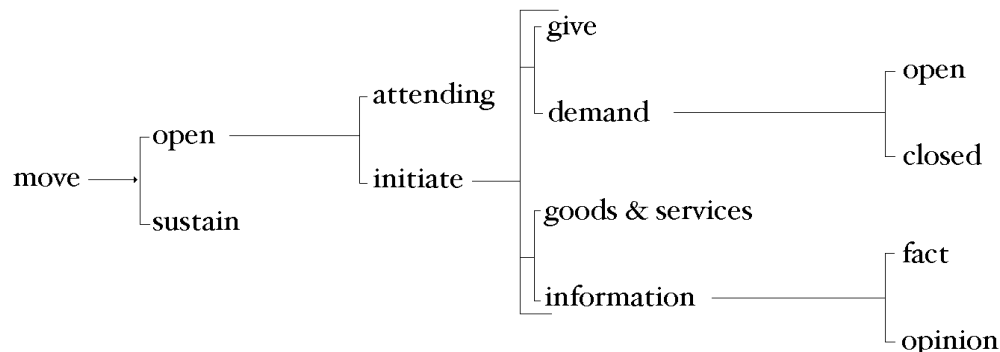 give
open
attending
demand
open
closed
move
initiate
sustain
goods & services
fact
information
opinion